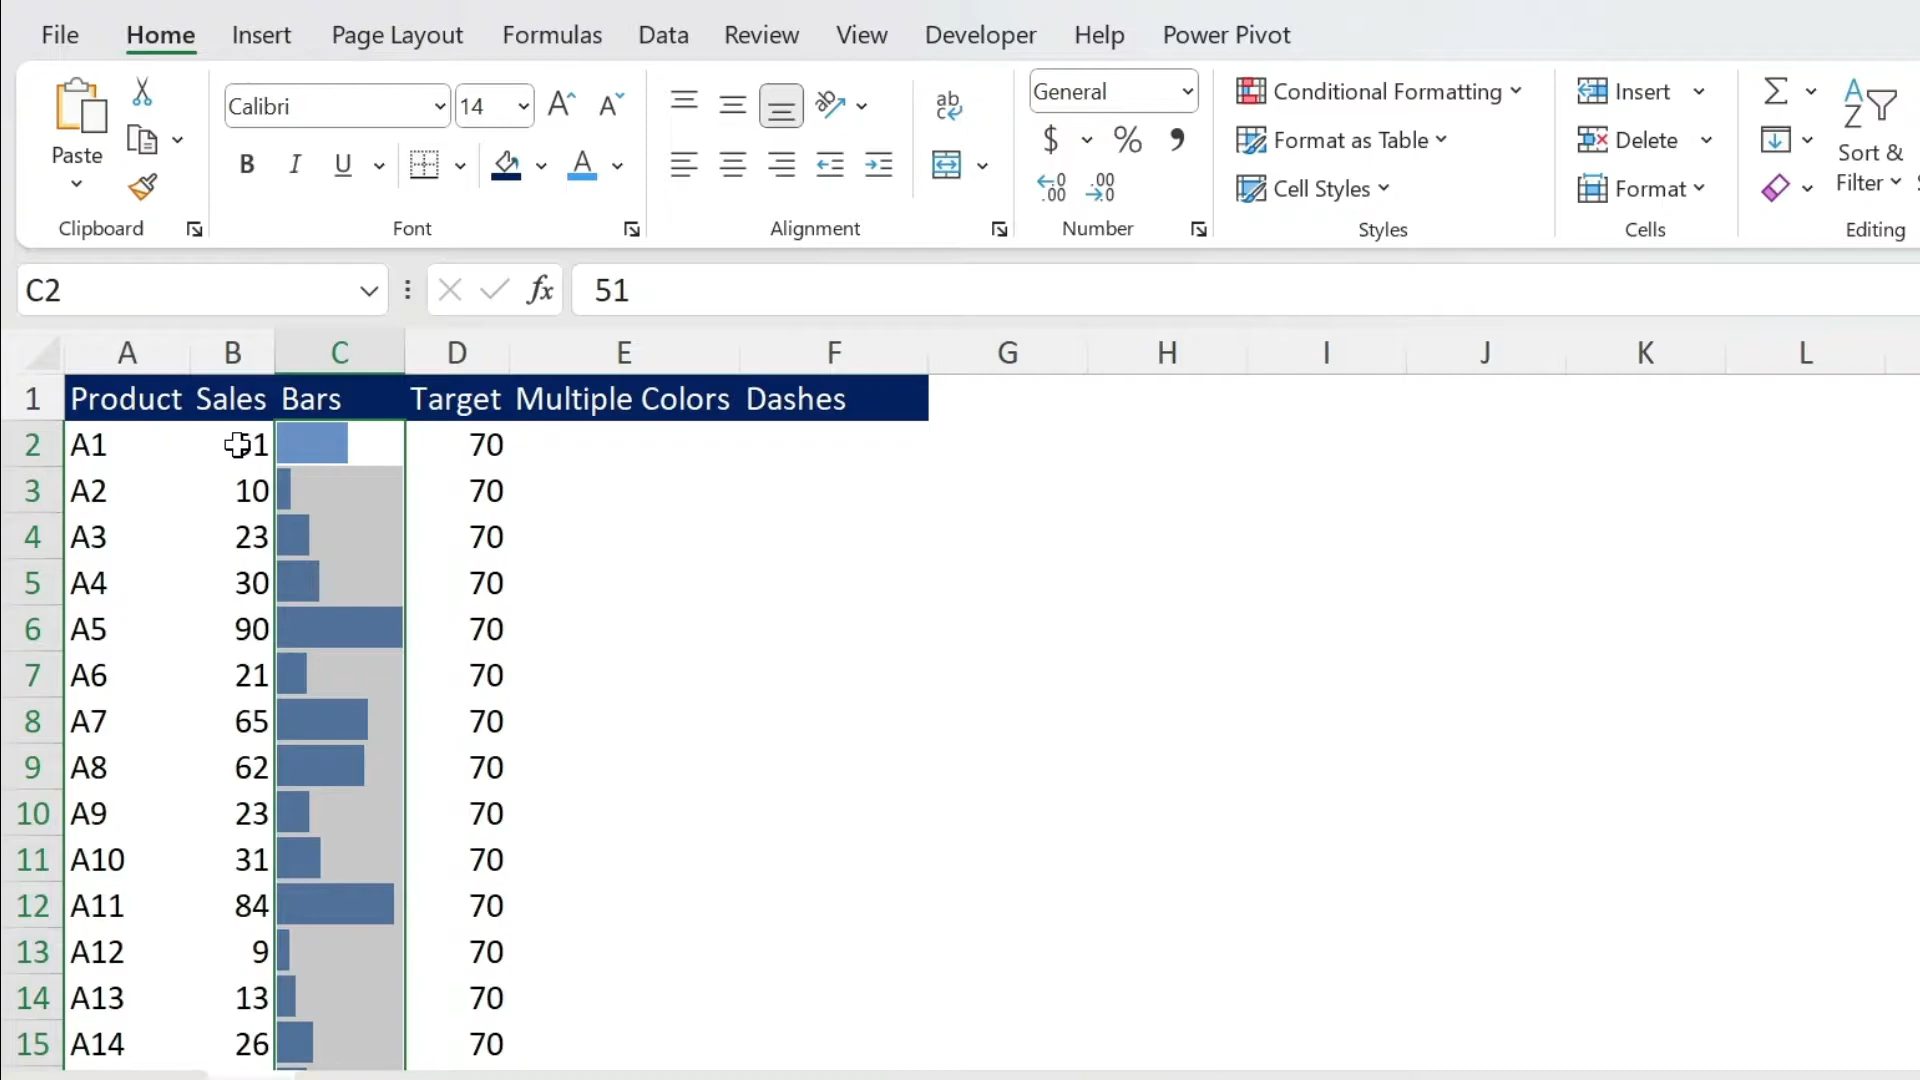 File Home Insert Page Layout Formulas Data Review View Developer Help Power Pivot
Paste
Clipboard
Calibri 14
B I U
Font
ab
Alignment
General
$ % ,
Number
Conditional Formatting
Format as Table
Cell Styles
Styles
Insert
Delete
Format
Cells
Sort &
Filter
Editing
C2 fx 51
A B C D E F G H I J K L
1 Product Sales Bars Target Multiple Colors Dashes
2 A1 51 70
3 A2 10 70
4 A3 23 70
5 A4 30 70
6 A5 90 70
7 A6 21 70
8 A7 65 70
9 A8 62 70
10 A9 23 70
11 A10 31 70
12 A11 84 70
13 A12 9 70
14 A13 13 70
15 A14 26 70